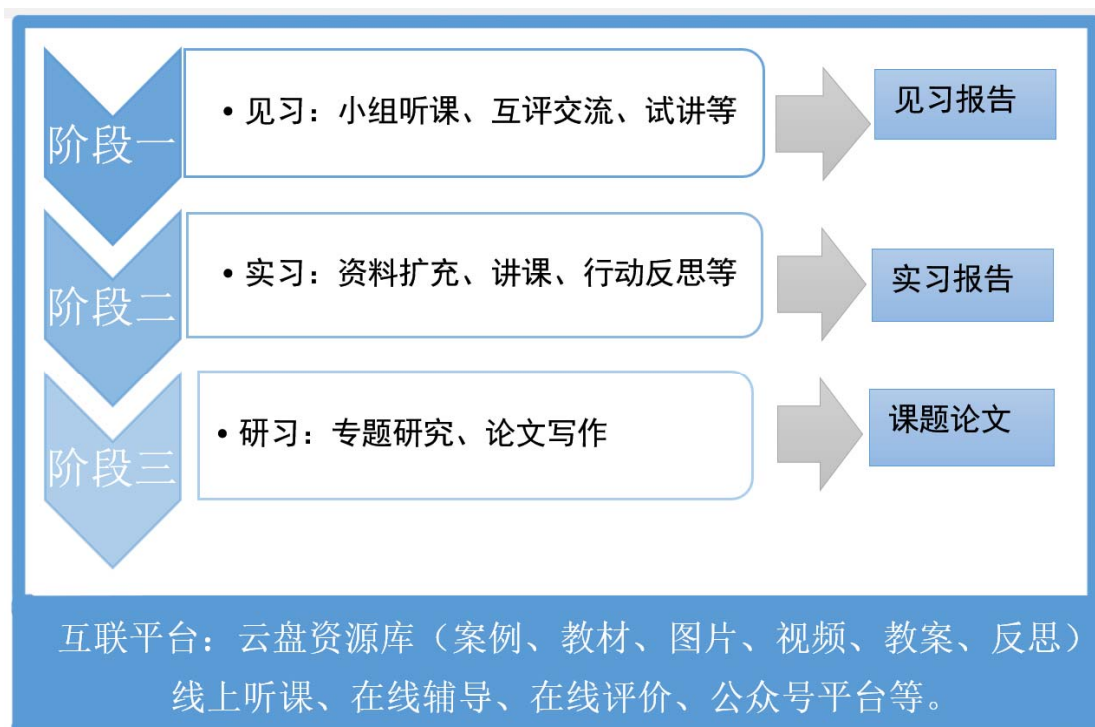 阶段一
• 见习：小组听课、互评交流、试讲等
见习报告
阶段二
• 实习：资料扩充、讲课、行动反思等
实习报告
阶段三
• 研习：专题研究、论文写作
课题论文
互联平台：云盘资源库（案例、教材、图片、视频、教案、反思）
线上听课、在线辅导、在线评价、公众号平台等。